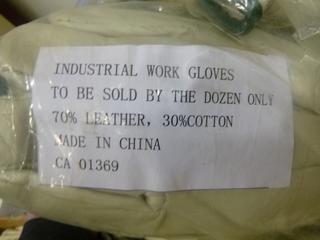 INDUSTRIAL WORK GLOVES
TO BE SOLD BY THE DOZEN ONLY
70% LEATHER, 30%COTTON
MADE IN CHINA
CA 01369